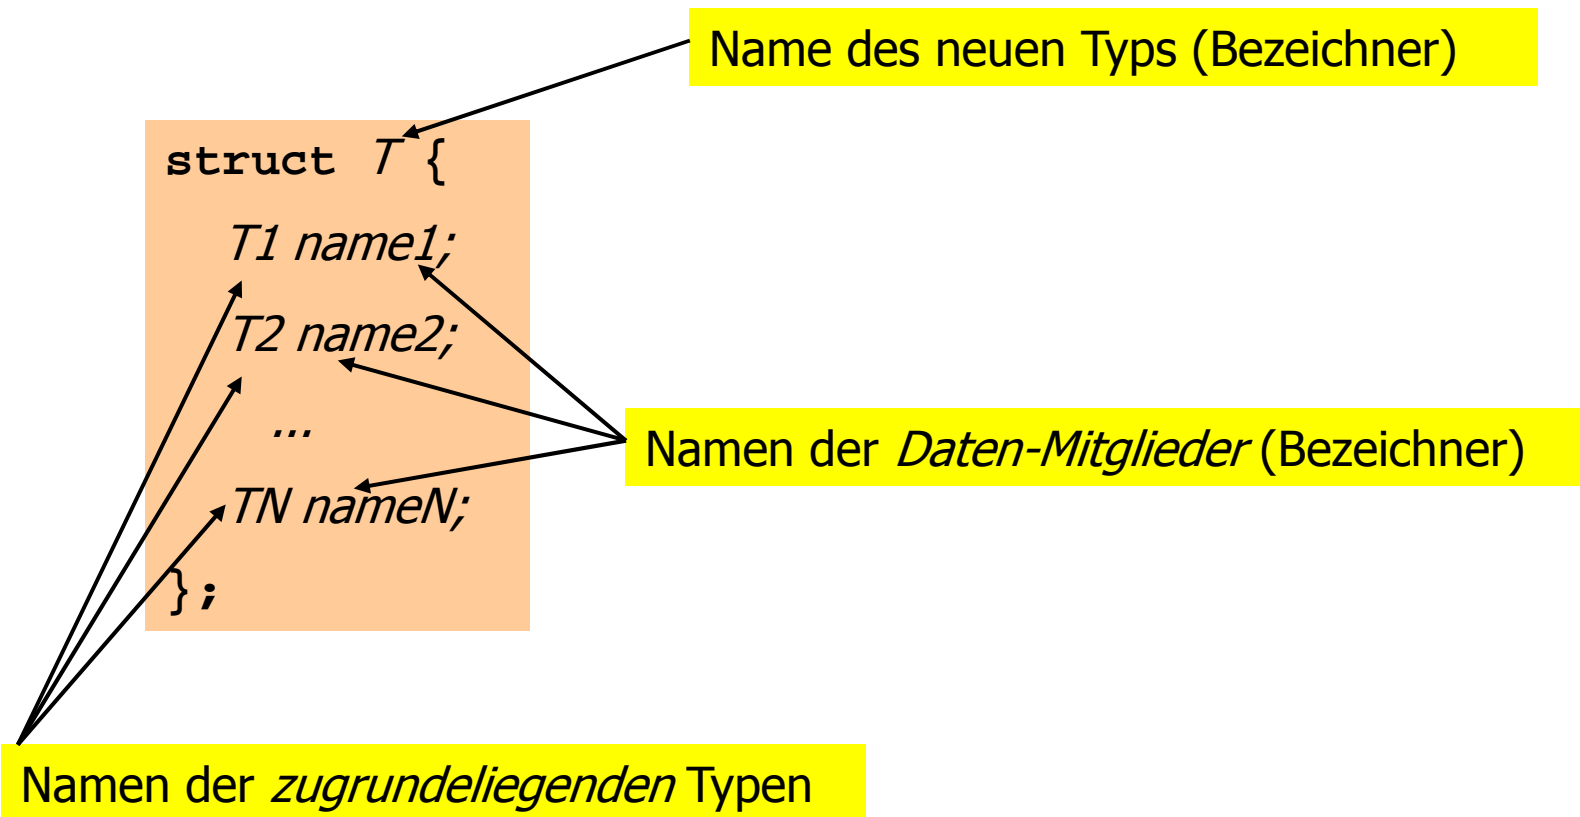 Name des neuen Typs (Bezeichner)
struct T {
T1 name1;
T2 name2;
...
TN nameN;
};
Namen der Daten-Mitglieder (Bezeichner)
Namen der zugrundeliegenden Typen